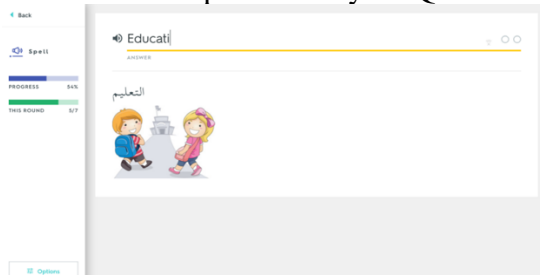 Back
Educati
ANSWER
Spell
PROGRESS 54%
THIS ROUND 5/7
التعليم
Options